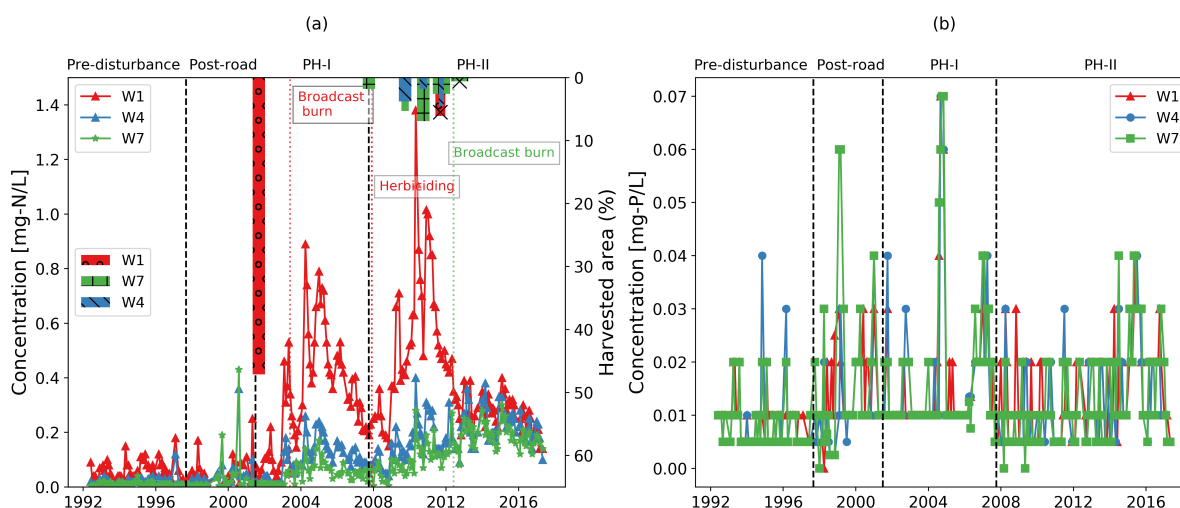 (a)
Pre-disturbance Post-road PH-I PH-II
W1
W4
W7
Broadcast
burn
Broadcast burn
Herbiciding
W1
W7
W4
Concentration [mg-N/L]
1.4
1.2
1.0
0.8
0.6
0.4
0.2
0.0
Harvested area (%)
0
10
20
30
40
50
60
1992 1996 2000 2004 2008 2012 2016
(b)
Pre-disturbance Post-road PH-I PH-II
W1
W4
W7
Concentration [mg-P/L]
0.07
0.06
0.05
0.04
0.03
0.02
0.01
0.00
1992 1996 2000 2004 2008 2012 2016